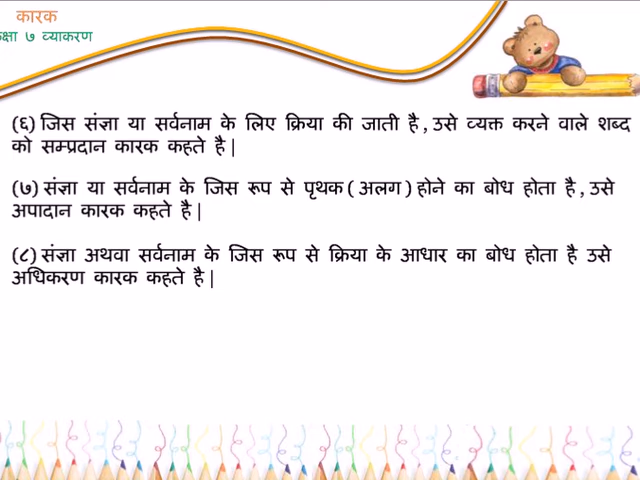 कारक
क्षा ७ व्याकरण
(६) जिस संज्ञा या सर्वनाम के लिए क्रिया की जाती है , उसे व्यक्त करने वाले शब्द
को सम्प्रदान कारक कहते है |
(७) संज्ञा या सर्वनाम के जिस रूप से पृथक ( अलग ) होने का बोध होता है , उसे
अपादान कारक कहते है |
(८) संज्ञा अथवा सर्वनाम के जिस रूप से क्रिया के आधार का बोध होता है उसे
अधिकरण कारक कहते है |